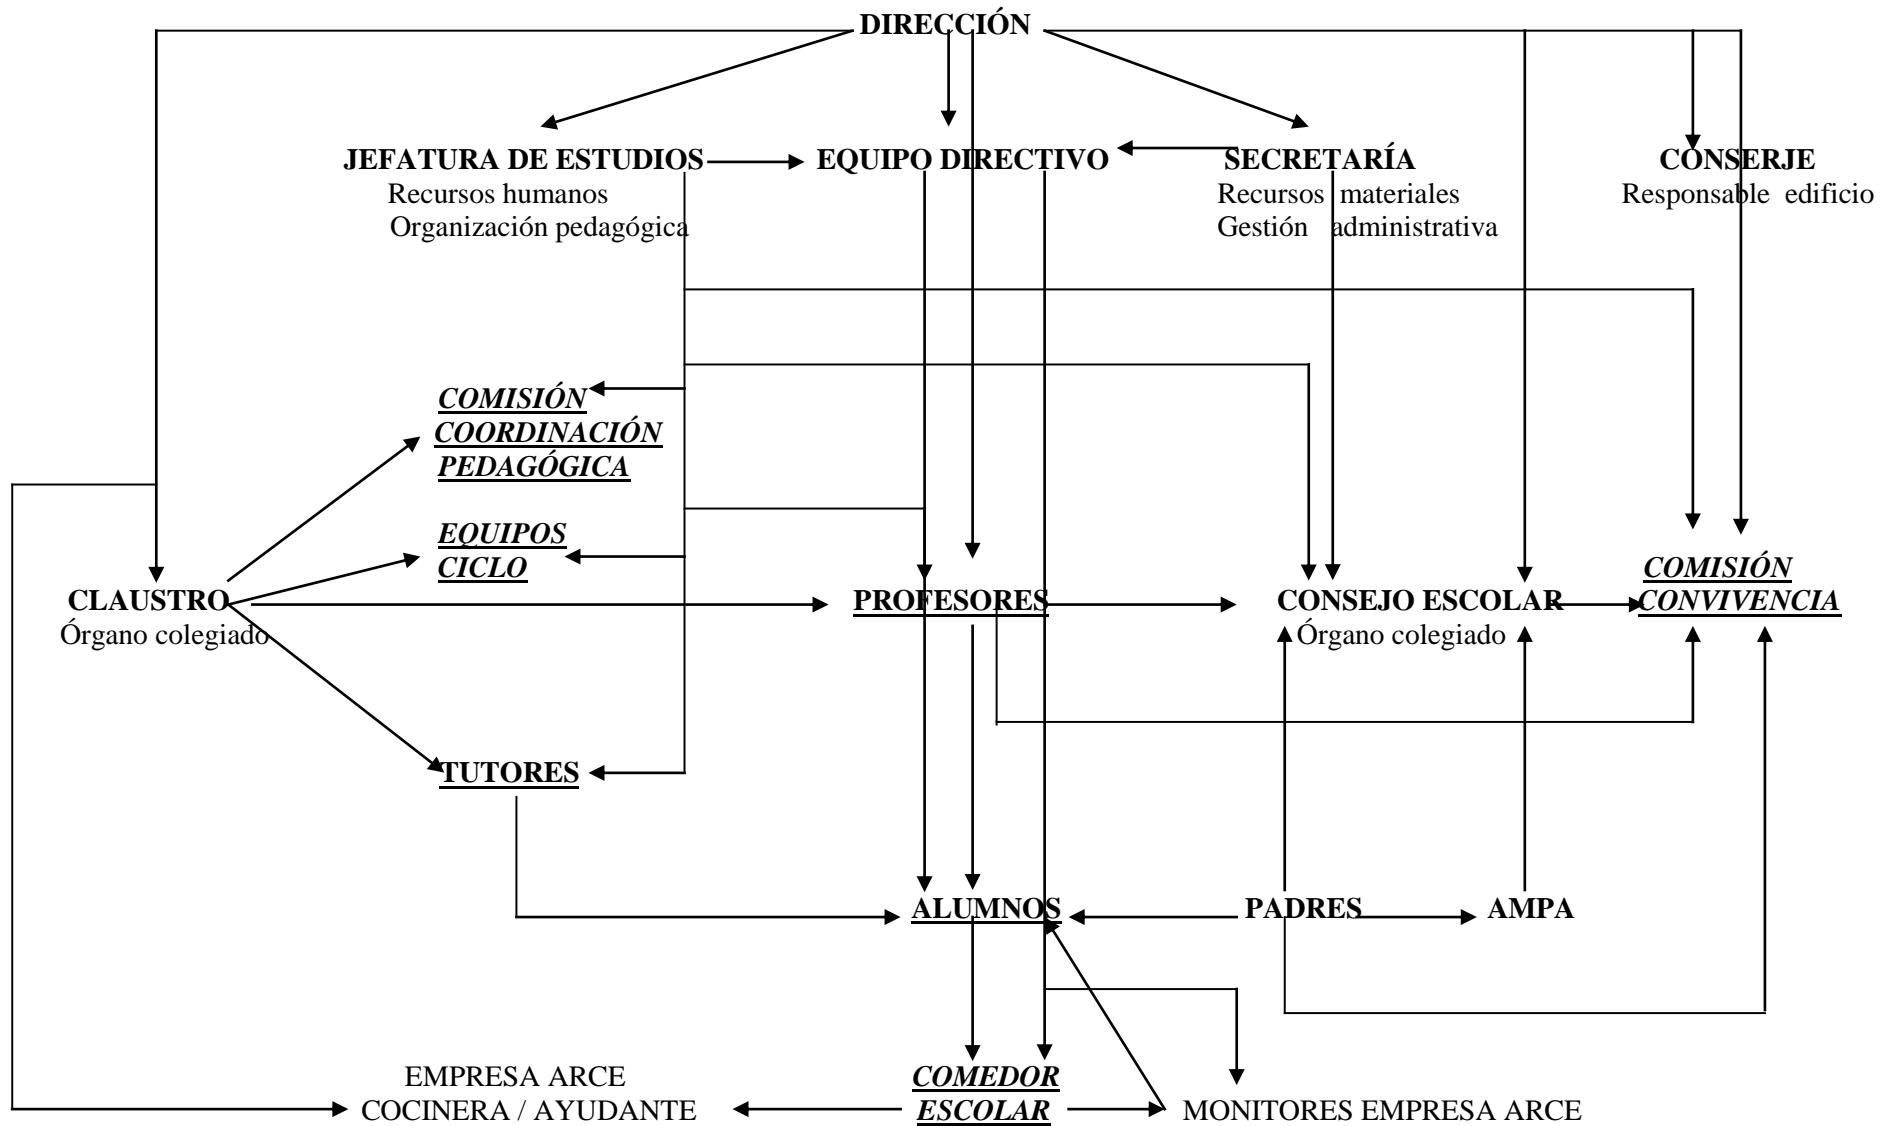 DIRECCIÓN
JEFATURA DE ESTUDIOS
Recursos humanos
Organización pedagógica
EQUIPO DIRECTIVO
SECRETARÍA
Recursos materiales
Gestión administrativa
CONSERJE
Responsable edificio
COMISIÓN
COORDINACIÓN
PEDAGÓGICA
EQUIPOS
CICLO
CLAUSTRO
Órgano colegiado
PROFESORES
CONSEJO ESCOLAR
Órgano colegiado
COMISIÓN
CONVIVENCIA
TUTORES
ALUMNOS
PADRES
AMPA
EMPRESA ARCE
COCINERA / AYUDANTE
COMEDOR
ESCOLAR
MONITORES EMPRESA ARCE